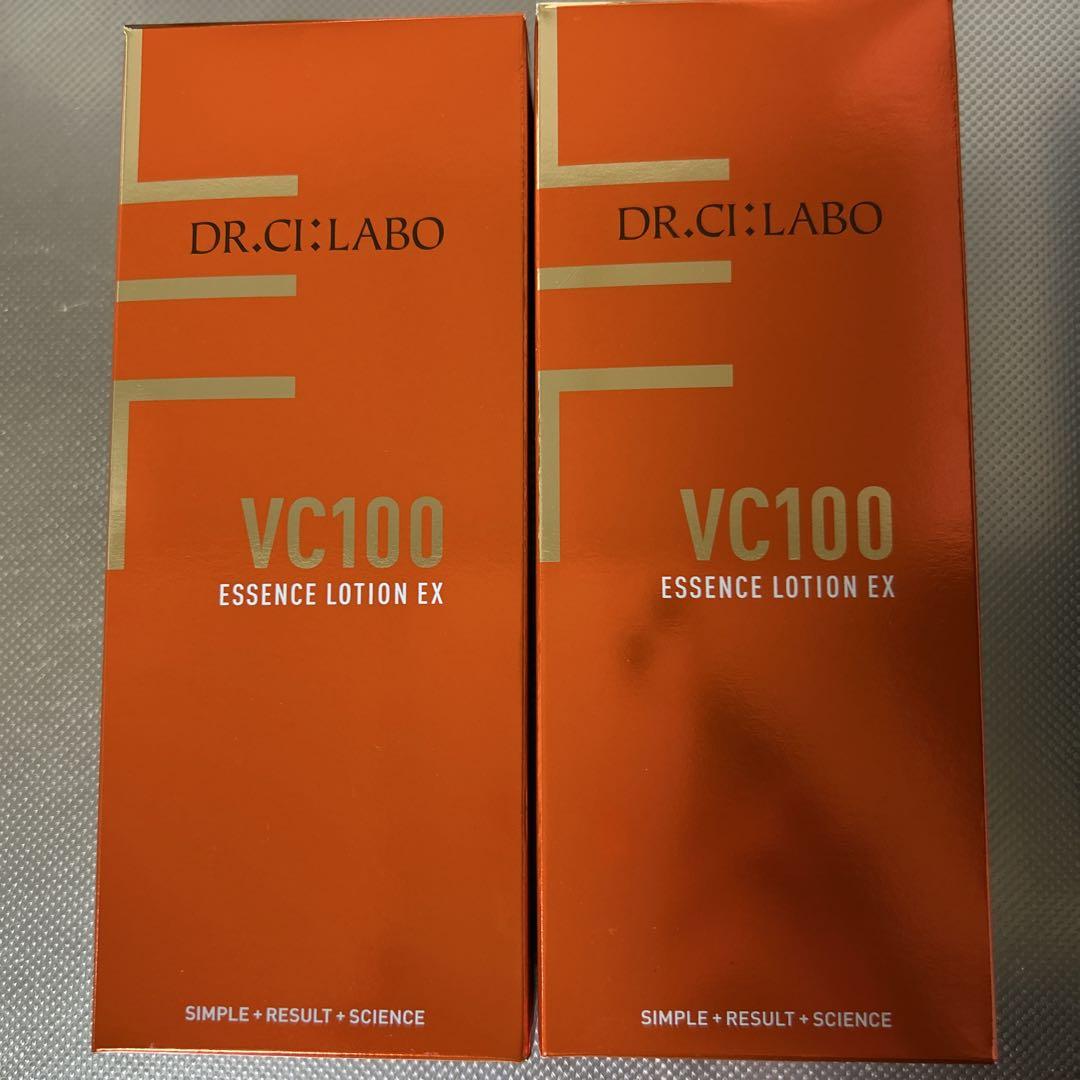 DR.CI:LABO
VC100
ESSENCE LOTION EX
SIMPLE+RESULT+SCIENCE
DR.CI:LABO
VC100
ESSENCE LOTION EX
SIMPLE+RESULT+SCIENCE